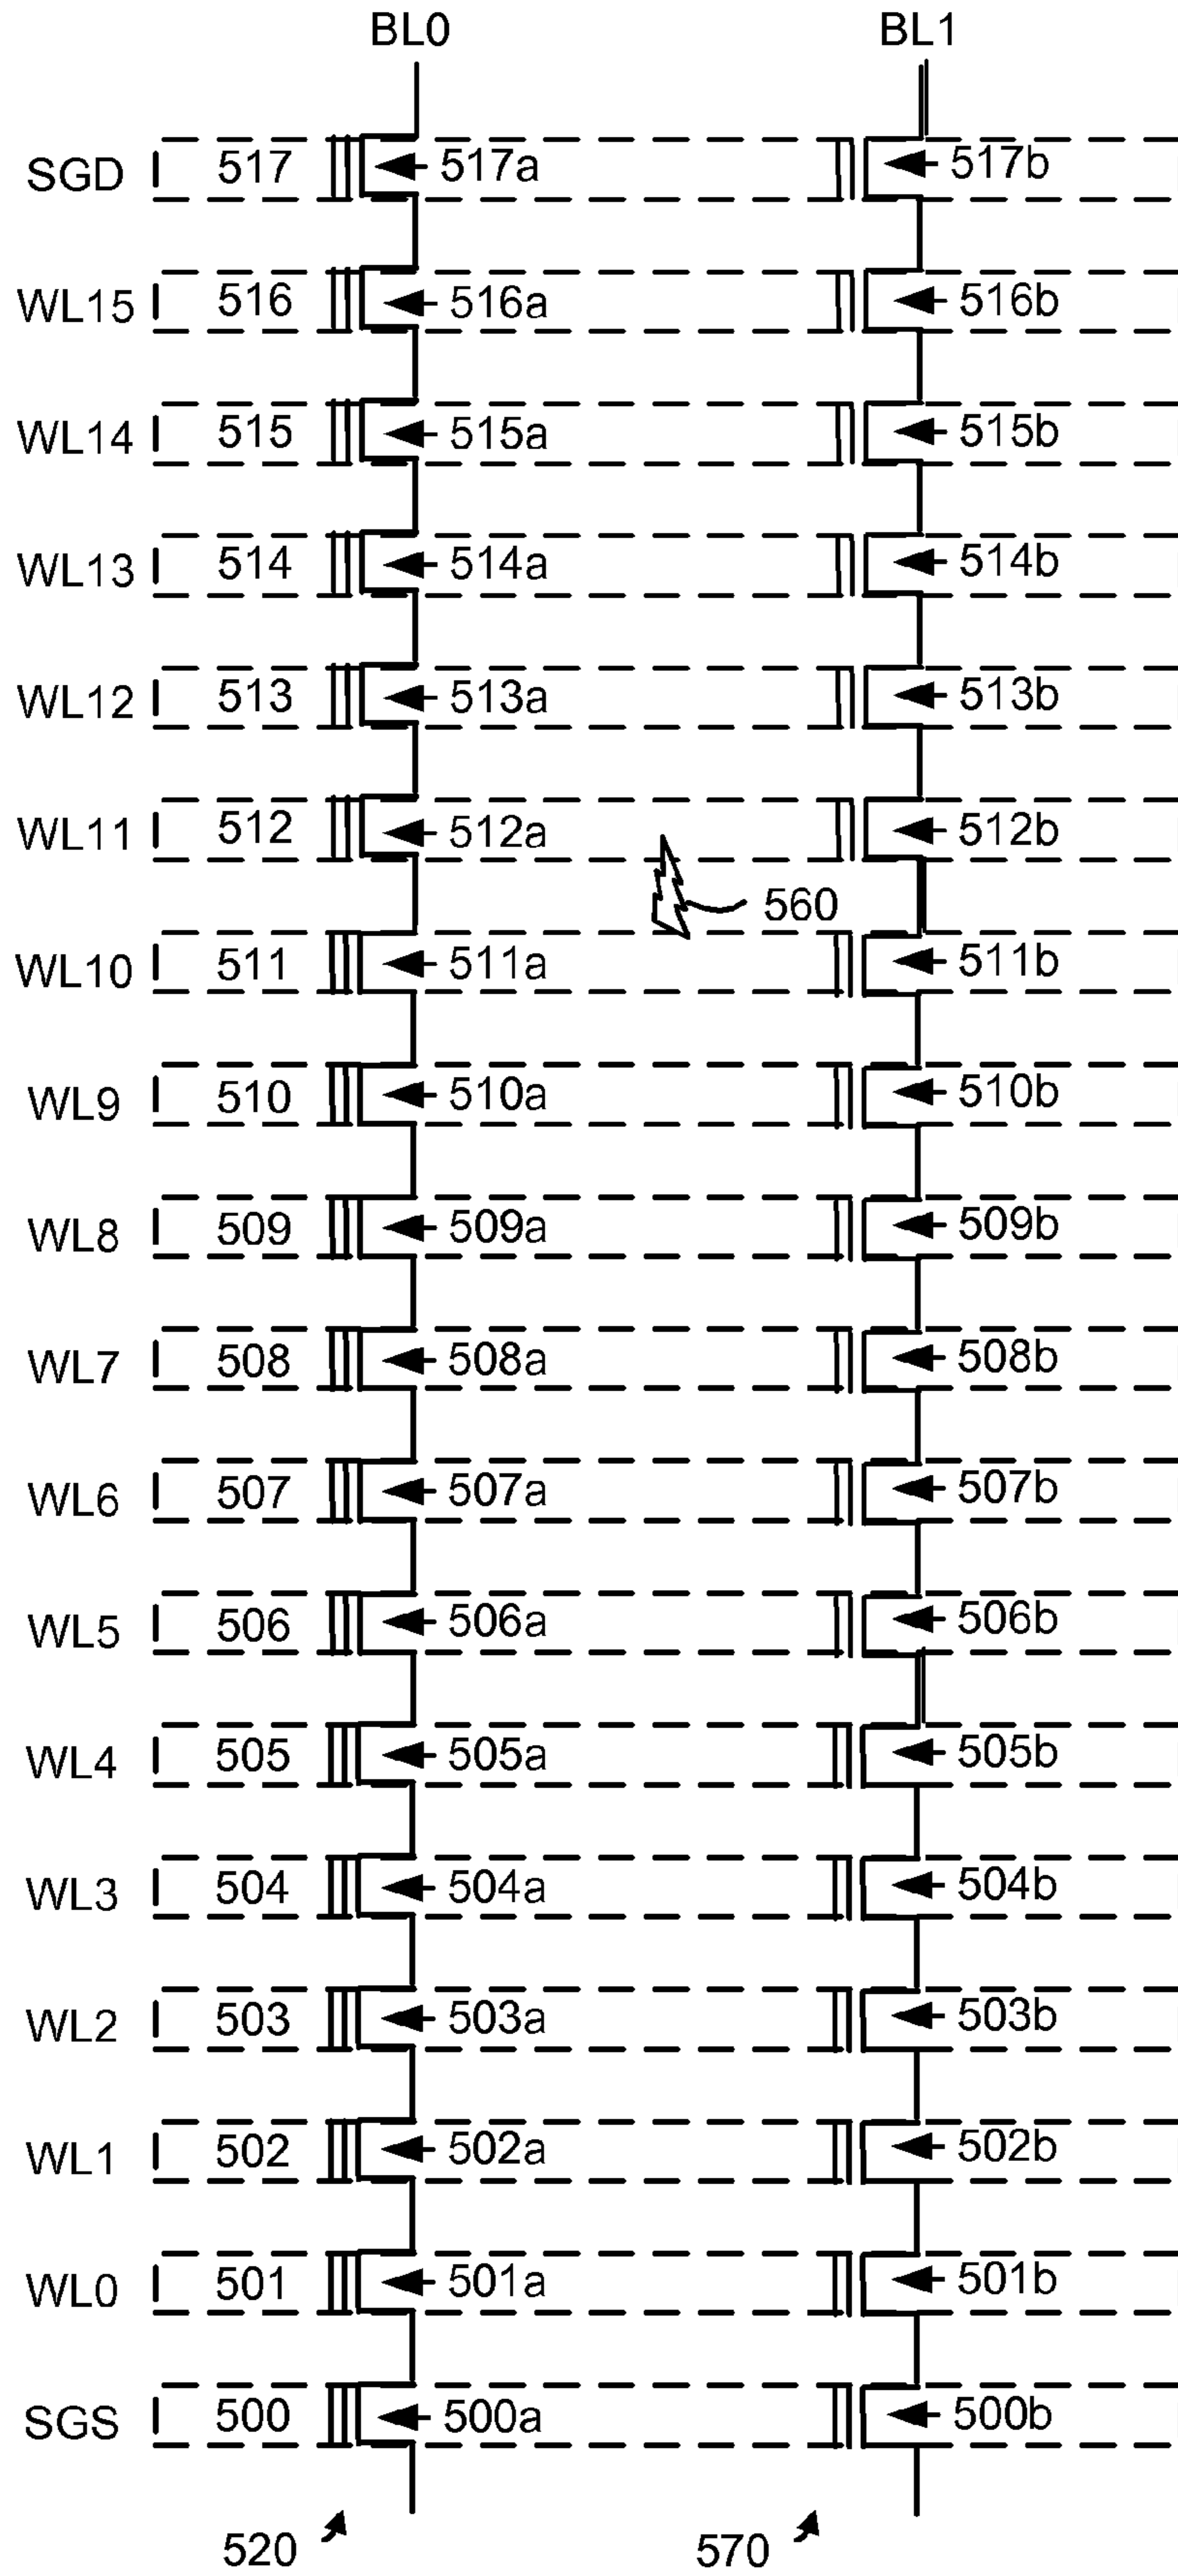 BL0 BL1
SGD 517 517a 517b
WL15 516 516a 516b
WL14 515 515a 515b
WL13 514 514a 514b
WL12 513 513a 513b
WL11 512 512a 512b
560
WL10 511 511a 511b
WL9 510 510a 510b
WL8 509 509a 509b
WL7 508 508a 508b
WL6 507 507a 507b
WL5 506 506a 506b
WL4 505 505a 505b
WL3 504 504a 504b
WL2 503 503a 503b
WL1 502 502a 502b
WL0 501 501a 501b
SGS 500 500a 500b
520 570